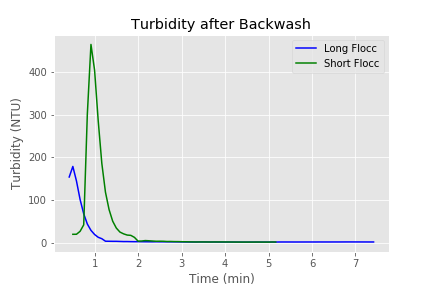 Turbidity after Backwash
Long Flocc
Short Flocc
Turbidity (NTU)
400
300
200
100
0
1 2 3 4 5 6 7
Time (min)